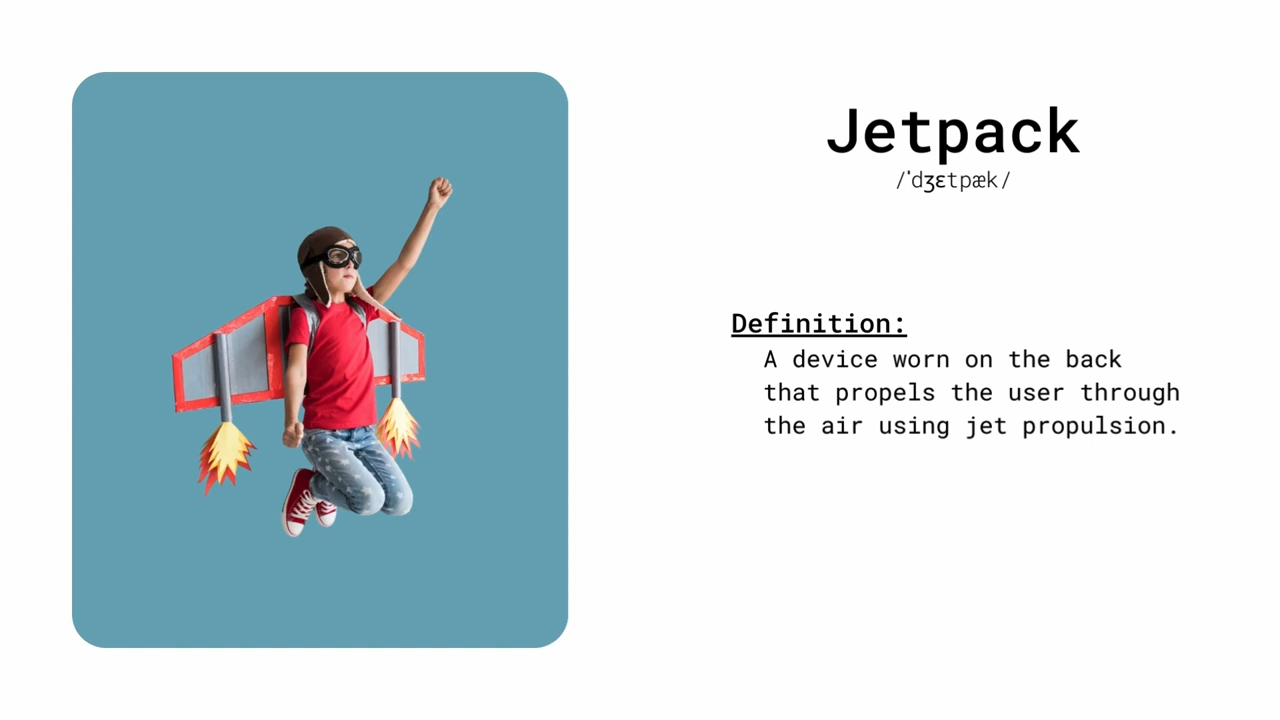 Jetpack
/ˈdʒɛtpæk/
Definition:
A device worn on the back
that propels the user through
the air using jet propulsion.